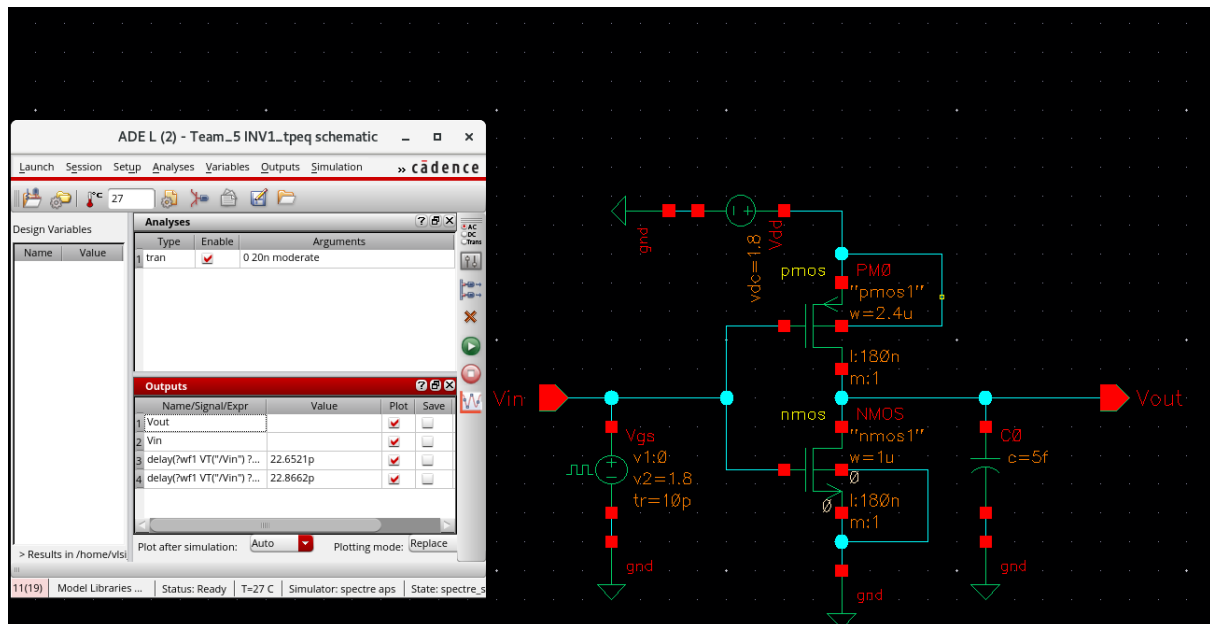 ADE L (2) - Team_5 INV1_tpeq schematic
Launch Session Setup Analyses Variables Outputs Simulation » cādence
°C 27
Design Variables
Name Value
Analyses
Type Enable Arguments
1 tran 0 20n moderate
AC
DC
Trans
Outputs
Name/Signal/Expr Value Plot Save
1 Vout
2 Vin
3 delay(?wf1 VT("/Vin") ?... 22.6521p
4 delay(?wf1 VT("/Vin") ?... 22.8662p
> Results in /home/vlsi
Plot after simulation: Auto Plotting mode: Replace
11(19) Model Libraries ... Status: Ready T=27 C Simulator: spectre aps State: spectre_s
gnd
vdc=1.8
Vdd
pmos
PM0
"pmos1"
w=2.4u
l:180n
m:1
Vin
Vout
nmos
NMOS
"nmos1"
w=1u
0
0
l:180n
m:1
Vgs
v1:0
v2=1.8
tr=10p
C0
c=5f
gnd
gnd
gnd